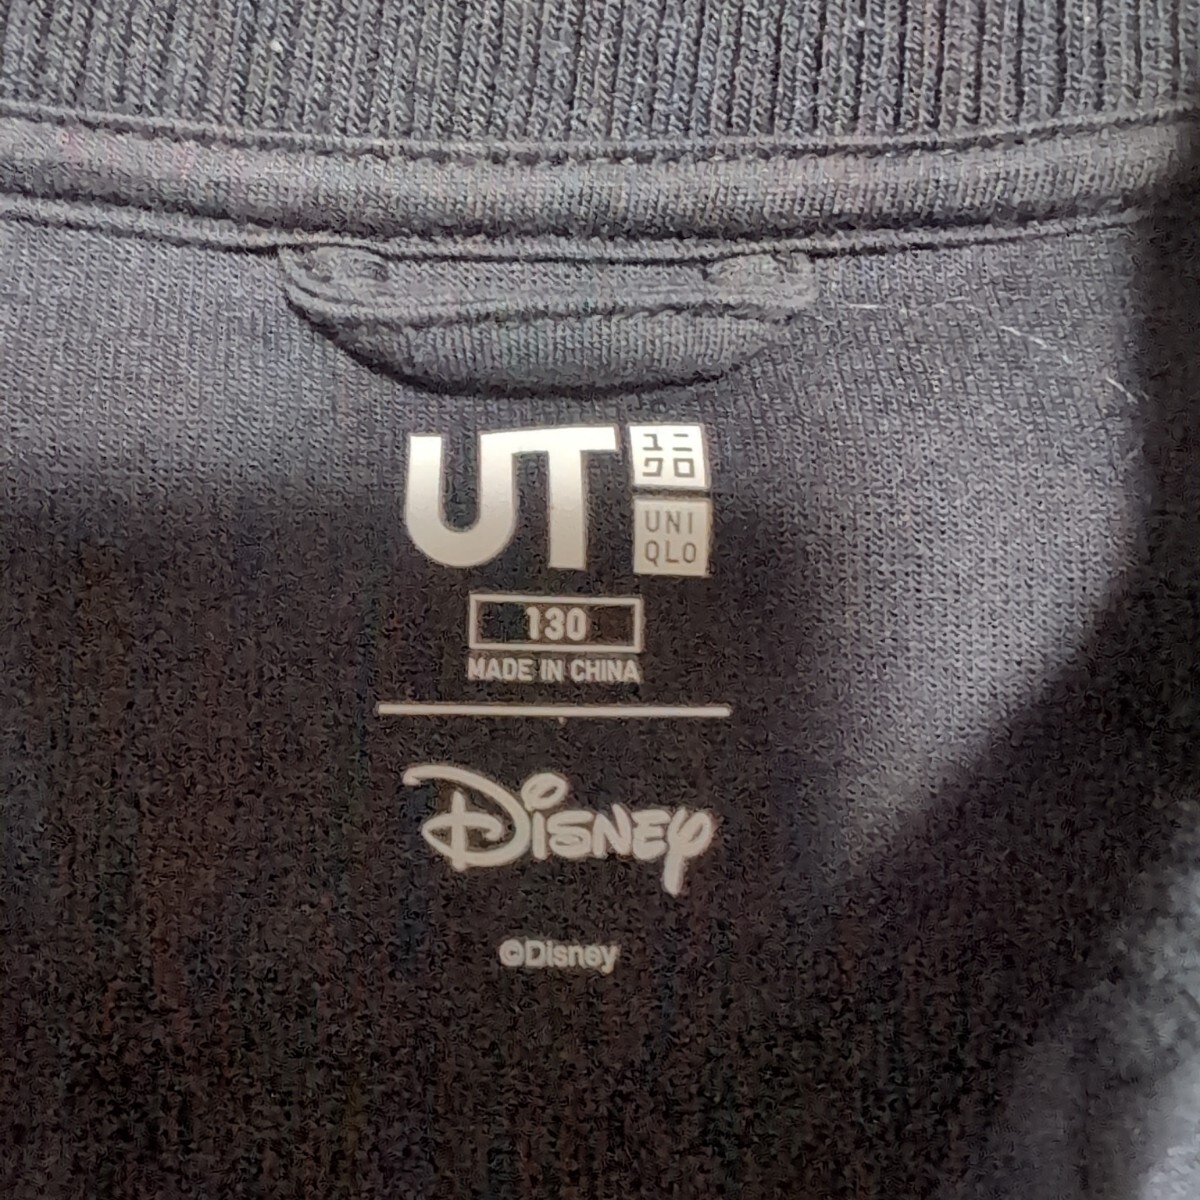 UT
ユニ
クロ
UNI
QLO
130
MADE IN CHINA
Disney
©Disney